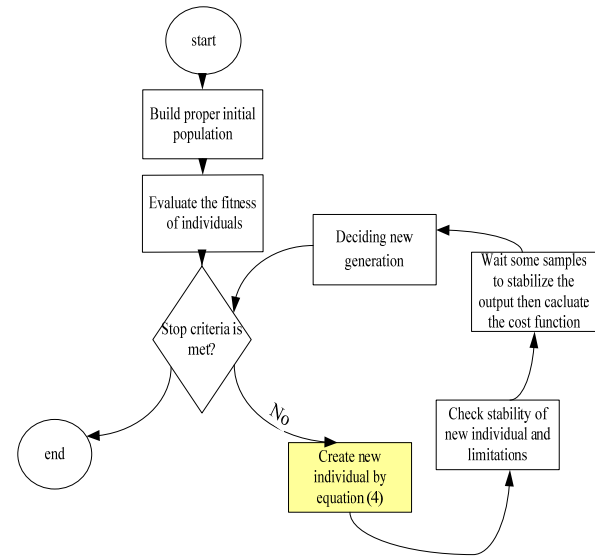 start
Build proper initial
population
Evaluate the fitness
of individuals
Stop criteria is
met?
end
No
Create new
individual by
equation (4)
Check stability of
new individual and
limitations
Wait some samples
to stabilize the
output then cacluate
the cost function
Deciding new
generation